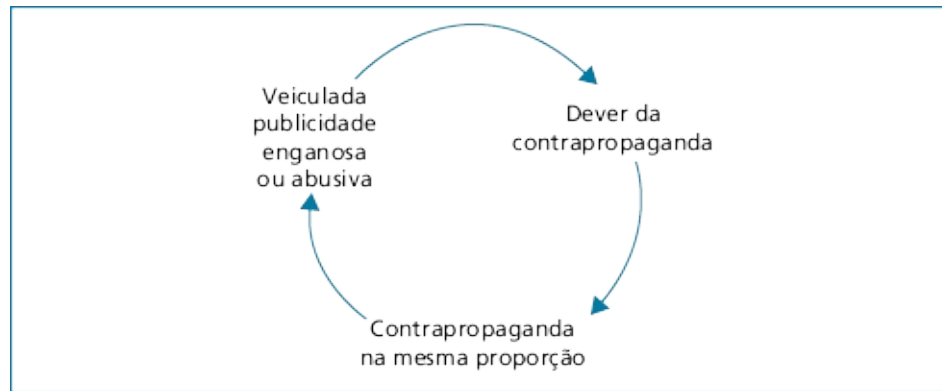 Veiculada
publicidade
enganosa
ou abusiva
Dever da
contrapropaganda
Contrapropaganda
na mesma proporção